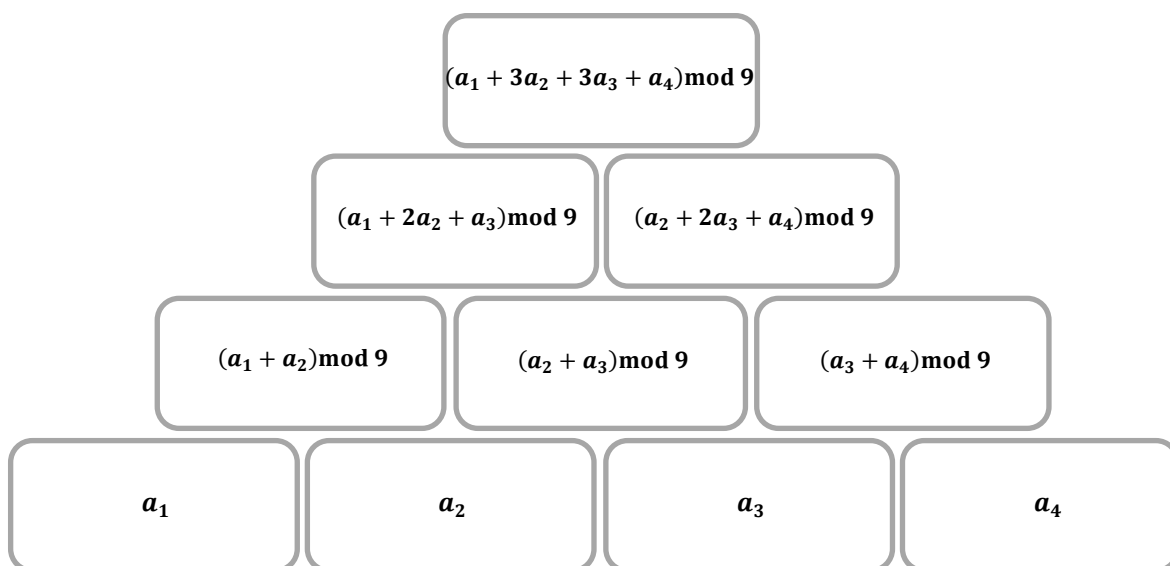 (a₁ + 3a₂ + 3a₃ + a₄)mod 9
(a₁ + 2a₂ + a₃)mod 9
(a₂ + 2a₃ + a₄)mod 9
(a₁ + a₂)mod 9
(a₂ + a₃)mod 9
(a₃ + a₄)mod 9
a₁
a₂
a₃
a₄